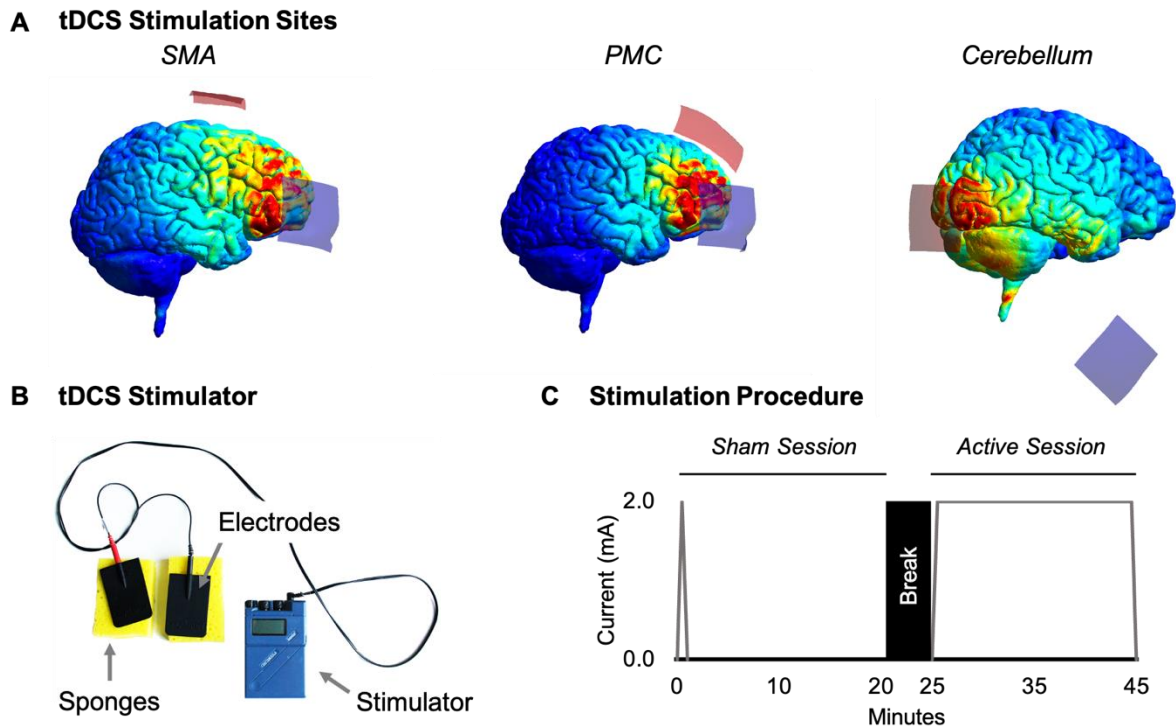 A tDCS Stimulation Sites
SMA PMC Cerebellum
B tDCS Stimulator
Electrodes
Sponges
Stimulator
C Stimulation Procedure
Sham Session Active Session
Current (mA)
2.0
0.0
Break
0 10 20 25 35 45
Minutes